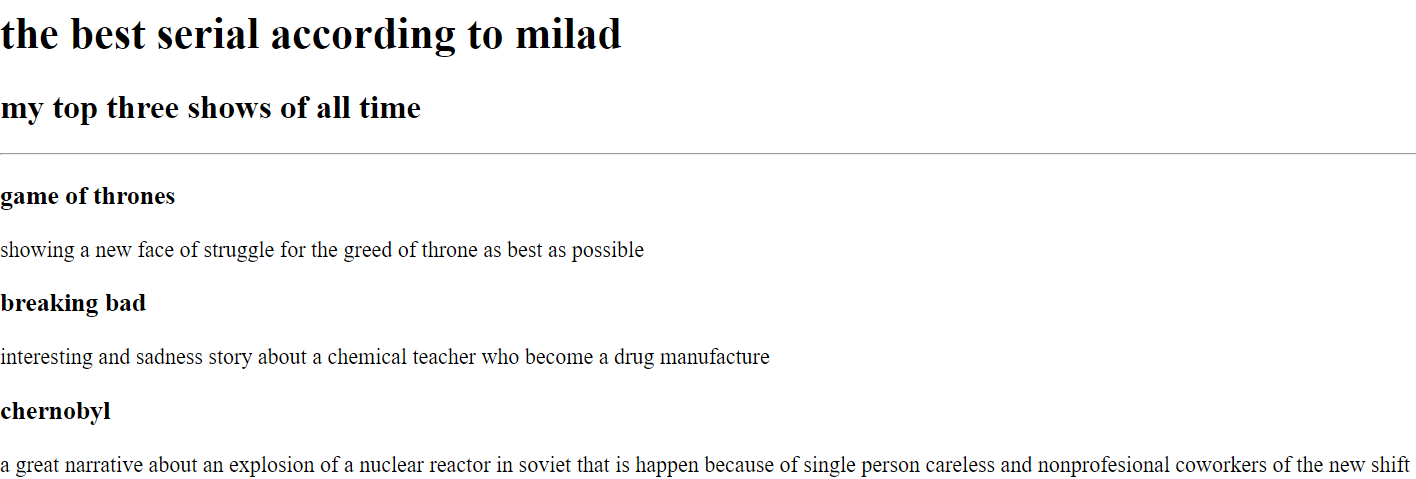 the best serial according to milad
my top three shows of all time
game of thrones
showing a new face of struggle for the greed of throne as best as possible
breaking bad
interesting and sadness story about a chemical teacher who become a drug manufacture
chernobyl
a great narrative about an explosion of a nuclear reactor in soviet that is happen because of single person careless and nonprofesional coworkers of the new shift